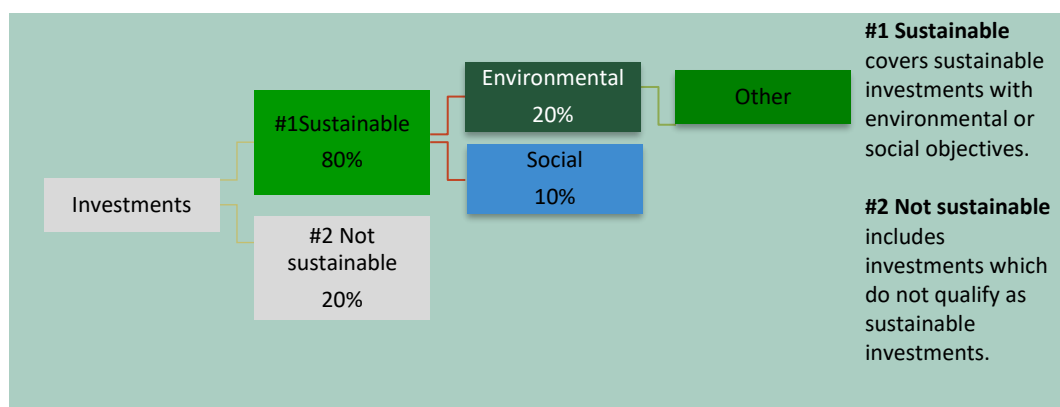 Investments
#1Sustainable
80%
#2 Not
sustainable
20%
Environmental
20%
Social
10%
Other
#1 Sustainable
covers sustainable
investments with
environmental or
social objectives.
#2 Not sustainable
includes
investments which
do not qualify as
sustainable
investments.